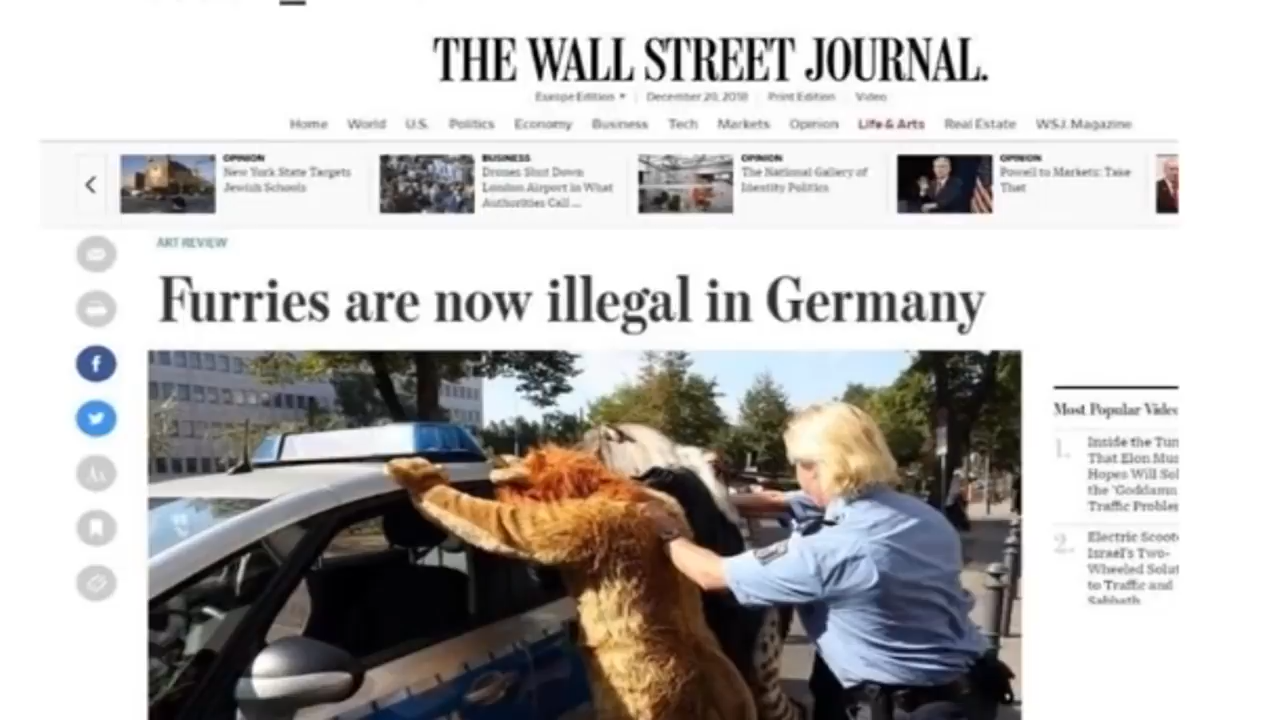 THE WALL STREET JOURNAL.
Europe Edition | December 20, 2018 | Print Edition | Video
Home World U.S. Politics Economy Business Tech Markets Opinion Life & Arts Real Estate WSJ. Magazine
OPINION
New York State Targets
Jewish Schools
BUSINESS
Drones Shut Down
London Airport in What
Authorities Call ...
OPINION
The National Gallery of
Identity Politics
OPINION
Powell to Markets: Take
That
ART REVIEW
Furries are now illegal in Germany
Most Popular Video
1.
Inside the Tun
That Elon Mus
Hopes Will Sol
the 'Goddamn
Traffic Problem
2.
Electric Scoot
Israel's Two-
Wheeled Solut
to Traffic and
Sabbath